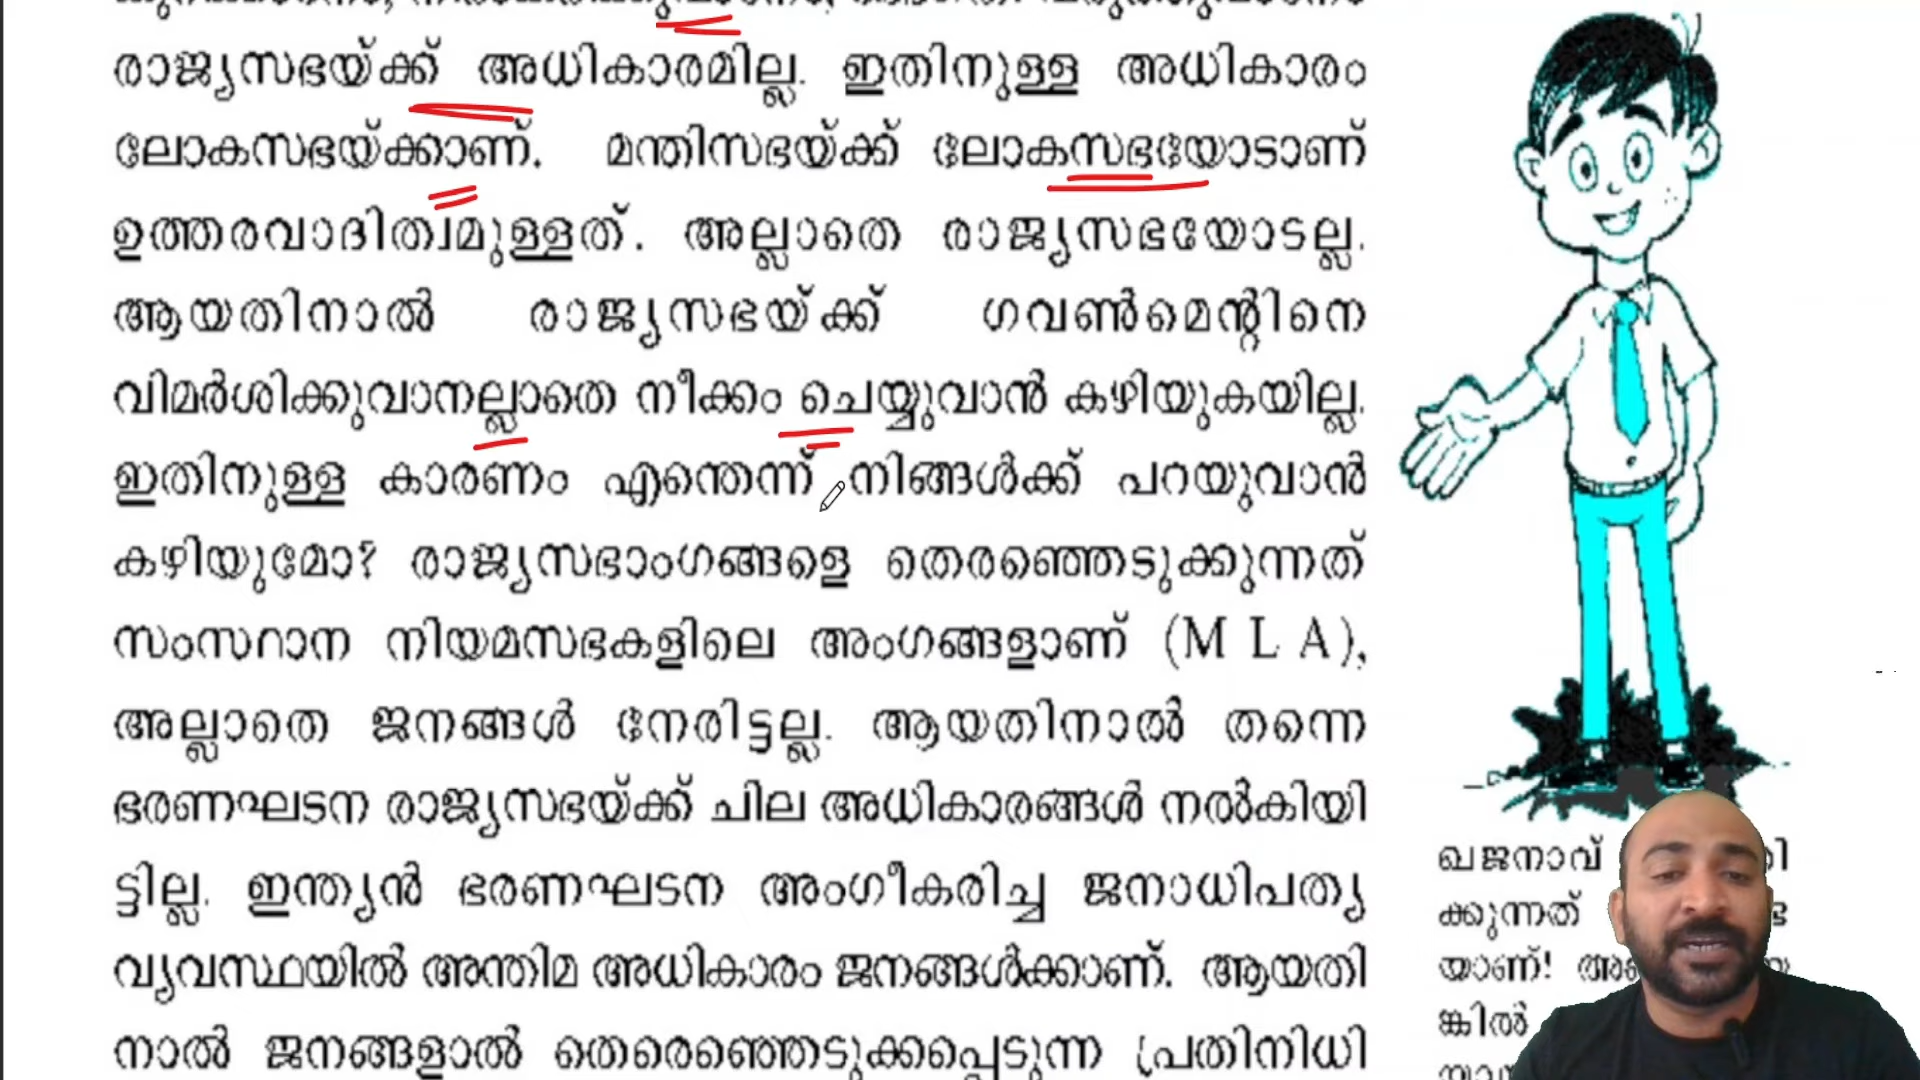 രാജ്യസഭയ്ക്ക് അധികാരമില്ല. ഇതിനുള്ള അധികാരം
ലോകസഭയ്ക്കാണ്. മന്ത്രിസഭയ്ക്ക് ലോകസഭയോടാണ്
ഉത്തരവാദിത്വമുള്ളത്. അല്ലാതെ രാജ്യസഭയോടല്ല.
ആയതിനാൽ രാജ്യസഭയ്ക്ക് ഗവൺമെന്റിനെ
വിമർശിക്കുവാനല്ലാതെ നീക്കം ചെയ്യുവാൻ കഴിയുകയില്ല.
ഇതിനുള്ള കാരണം എന്തെന്ന് നിങ്ങൾക്ക് പറയുവാൻ
കഴിയുമോ? രാജ്യസഭാംഗങ്ങളെ തെരഞ്ഞെടുക്കുന്നത്
സംസ്ഥാന നിയമസഭകളിലെ അംഗങ്ങളാണ് (M L A),
അല്ലാതെ ജനങ്ങൾ നേരിട്ടല്ല. ആയതിനാൽ തന്നെ
ഭരണഘടന രാജ്യസഭയ്ക്ക് ചില അധികാരങ്ങൾ നൽകിയി
ട്ടില്ല. ഇന്ത്യൻ ഭരണഘടന അംഗീകരിച്ച ജനാധിപത്യ
വ്യവസ്ഥയിൽ അന്തിമ അധികാരം ജനങ്ങൾക്കാണ്. ആയതി
നാൽ ജനങ്ങളാൽ തെരെഞ്ഞെടുക്കപ്പെടുന്ന പ്രതിനിധി
ഖജനാവ്
ക്കുന്നത്
യാണ്!
ങ്കിൽ